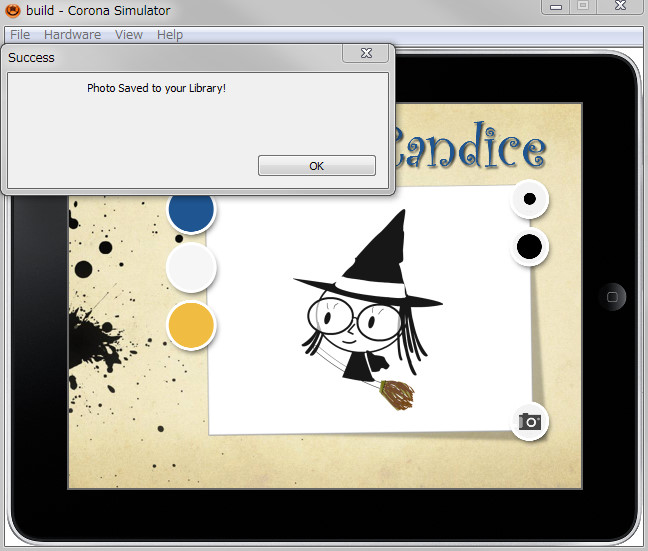 build - Corona Simulator
File Hardware View Help
Success
Photo Saved to your Library!
OK
Candice